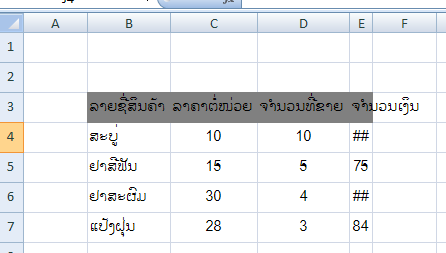 A B C D E F
1
2
3 ລາຍຊື່ສິນຄ້າ ລາຄາຕໍ່ໜ່ວຍ ຈຳນວນທີ່ຂາຍ ຈຳນວນເງິນ
4 ສະບູ່ 10 10 ##
5 ຢາສີຟັນ 15 5 75
6 ຢາສະຜົມ 30 4 ##
7 ແປ້ງຝຸ່ນ 28 3 84